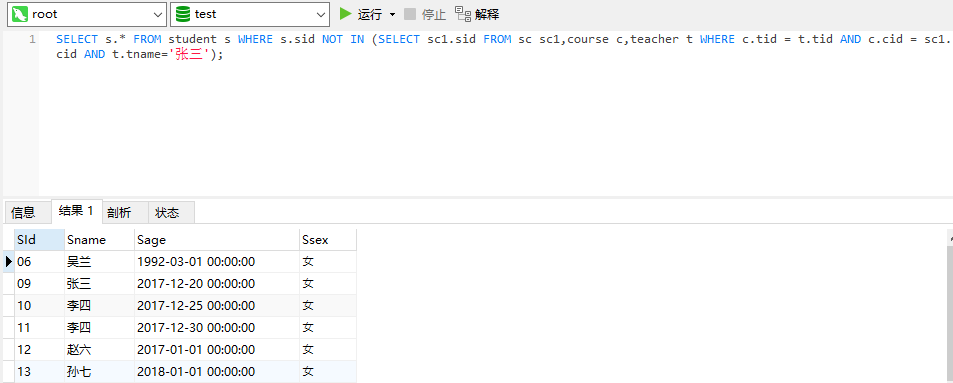 root test 运行 停止 解释
1 SELECT s.* FROM student s WHERE s.sid NOT IN (SELECT sc1.sid FROM sc sc1,course c,teacher t WHERE c.tid = t.tid AND c.cid = sc1.
cid AND t.tname='张三');
信息 结果 1 剖析 状态
SId Sname Sage Ssex
06 吴兰 1992-03-01 00:00:00 女
09 张三 2017-12-20 00:00:00 女
10 李四 2017-12-25 00:00:00 女
11 李四 2017-12-30 00:00:00 女
12 赵六 2017-01-01 00:00:00 女
13 孙七 2018-01-01 00:00:00 女